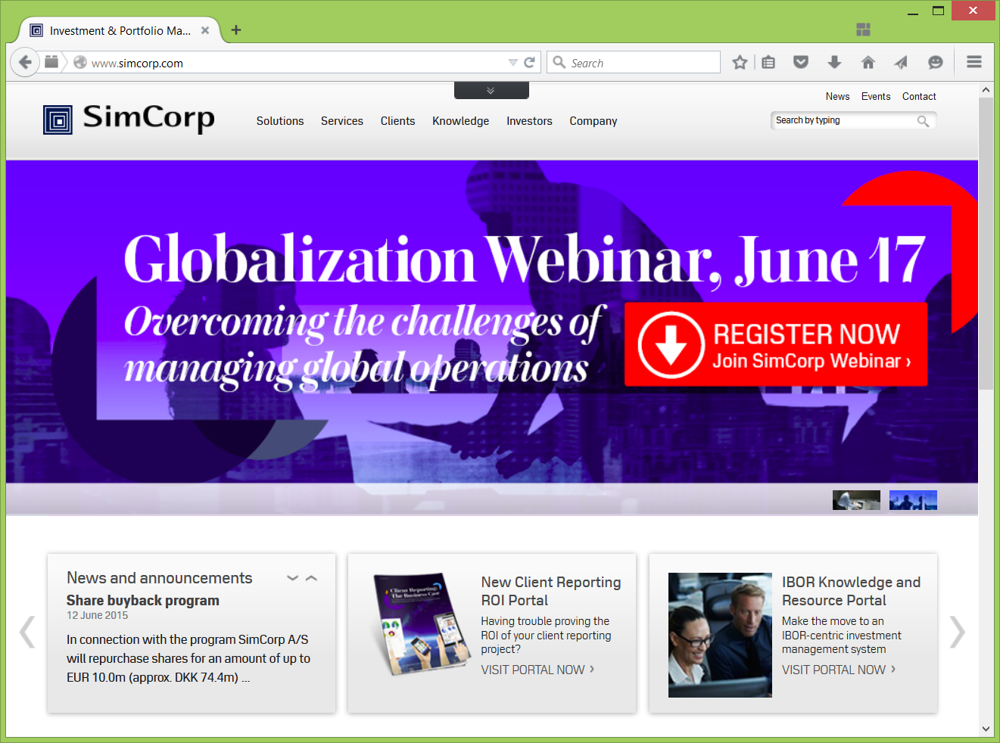 Investment & Portfolio Ma...
www.simcorp.com
Search
News Events Contact
SimCorp
Solutions Services Clients Knowledge Investors Company
Search by typing
Globalization Webinar, June 17
Overcoming the challenges of
managing global operations
REGISTER NOW
Join SimCorp Webinar ›
News and announcements
Share buyback program
12 June 2015
In connection with the program SimCorp A/S
will repurchase shares for an amount of up to
EUR 10.0m (approx. DKK 74.4m) ...
Client Reporting:
The Business Case
New Client Reporting
ROI Portal
Having trouble proving the
ROI of your client reporting
project?
VISIT PORTAL NOW ›
IBOR Knowledge and
Resource Portal
Make the move to an
IBOR-centric investment
management system
VISIT PORTAL NOW ›